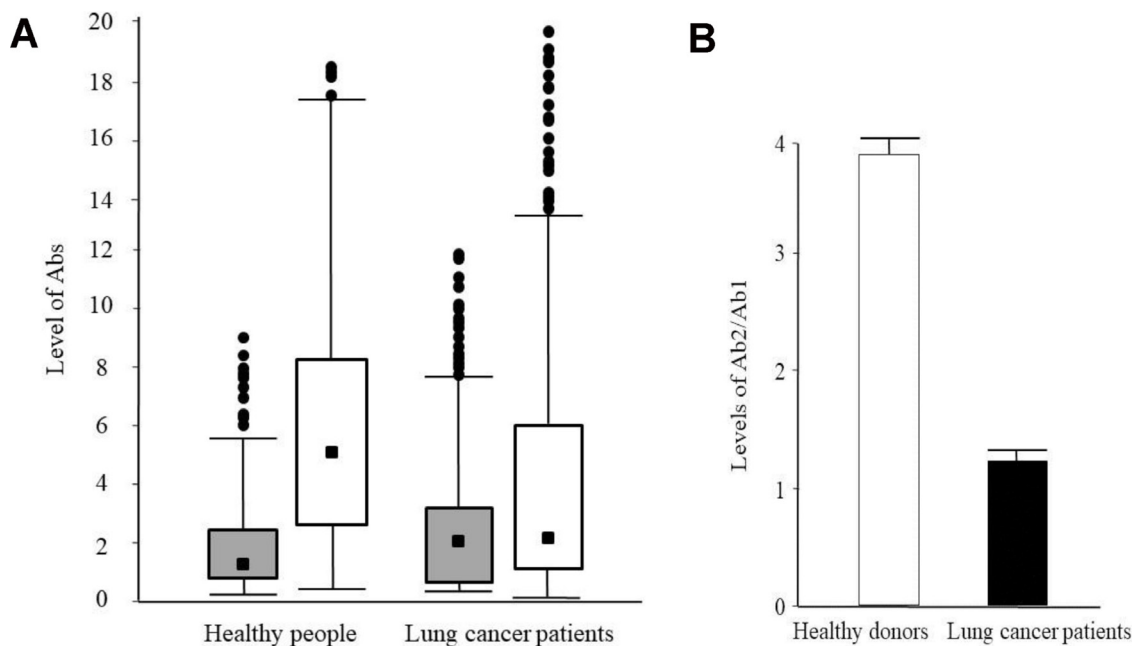 A
Level of Abs
20
18
16
14
12
10
8
6
4
2
0
Healthy people
Lung cancer patients
B
Levels of Ab2/Ab1
4
3
2
1
0
Healthy donors
Lung cancer patients